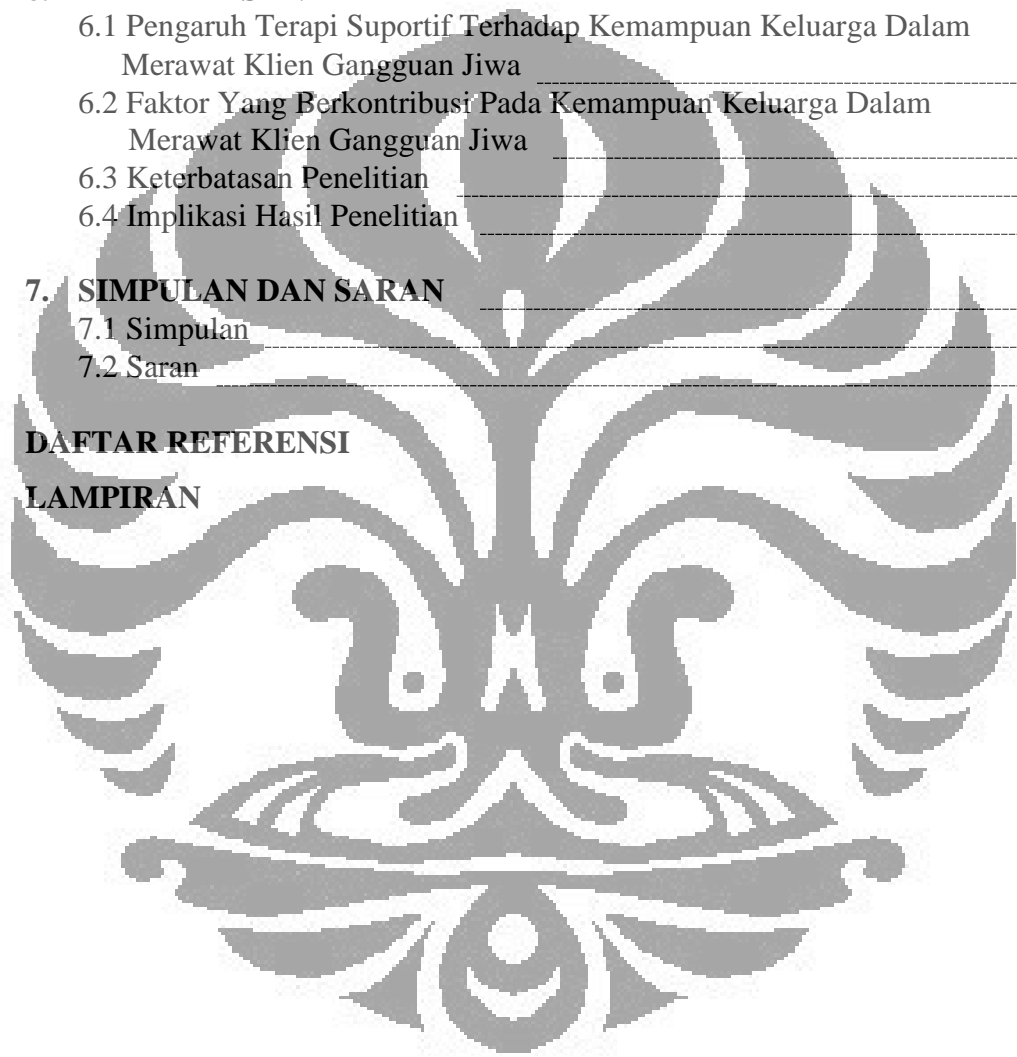 6.1 Pengaruh Terapi Suportif Terhadap Kemampuan Keluarga Dalam
Merawat Klien Gangguan Jiwa
6.2 Faktor Yang Berkontribusi Pada Kemampuan Keluarga Dalam
Merawat Klien Gangguan Jiwa
6.3 Keterbatasan Penelitian
6.4 Implikasi Hasil Penelitian
7. SIMPULAN DAN SARAN
7.1 Simpulan
7.2 Saran
DAFTAR REFERENSI
LAMPIRAN